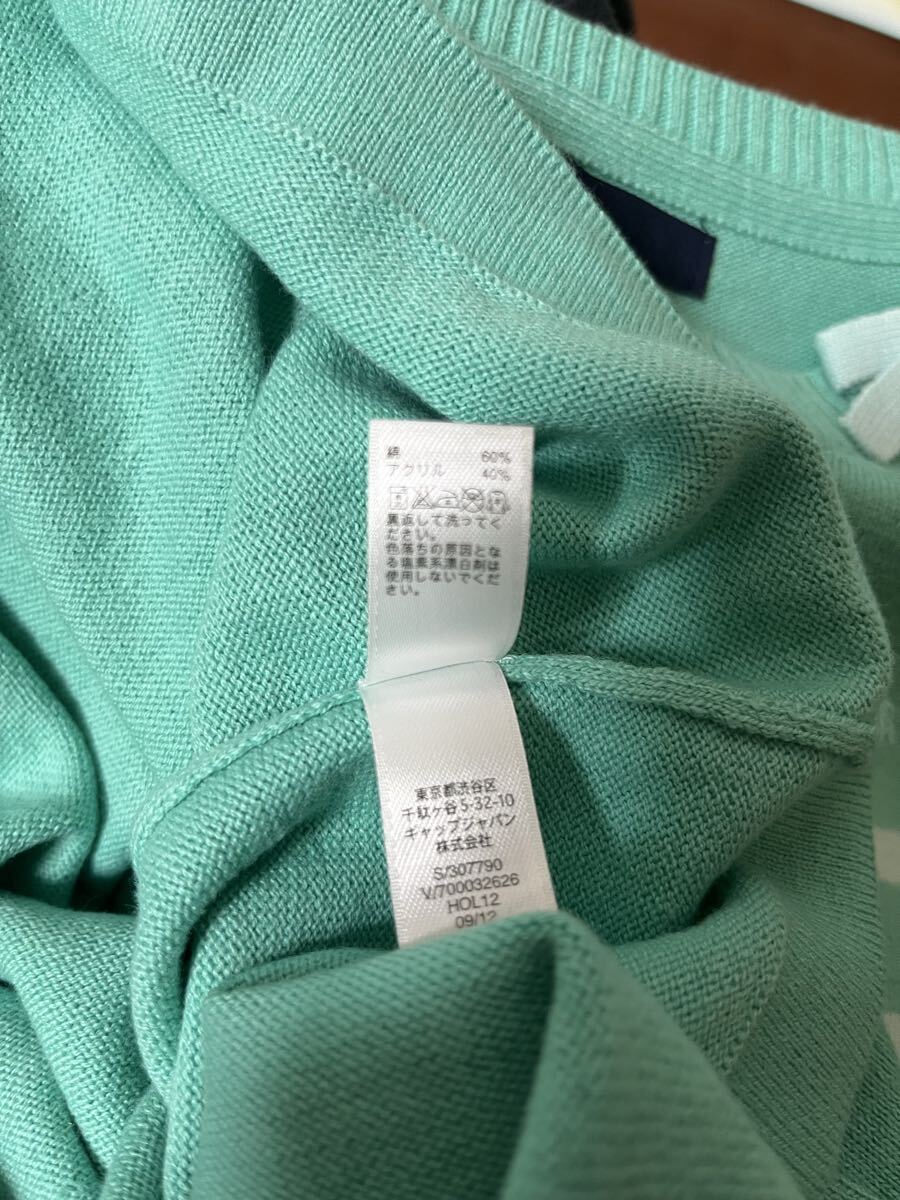 綿 60%
アクリル 40%
裏返して洗ってく
ださい。
色落ちの原因とな
る塩素系漂白剤は
使用しないでくだ
さい。
東京都渋谷区
千駄ヶ谷5-32-10
ギャップジャパン
株式会社
S/307790
V/700032626
HOL12
09/12